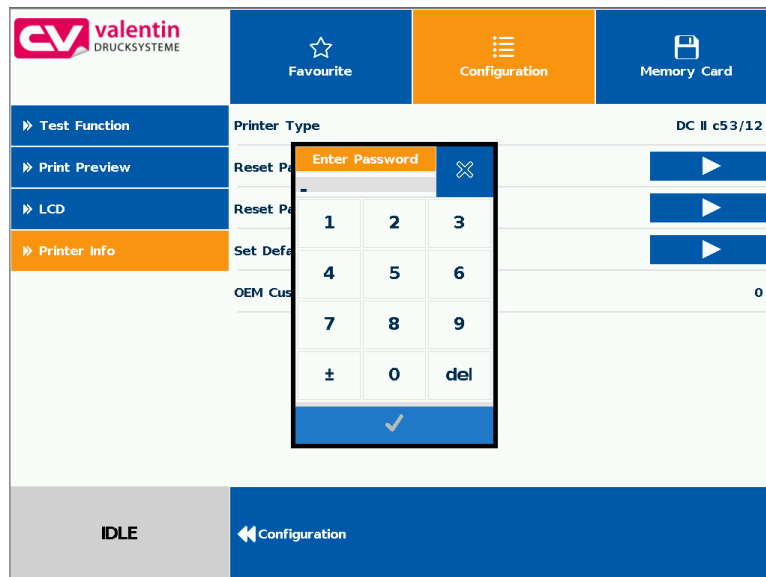 valentin
DRUCKSYSTEME
Favourite
Configuration
Memory Card
Test Function
Print Preview
LCD
Printer Info
Printer Type
DC II c53/12
Reset Pa
Reset Pa
Set Defa
OEM Cus
0
Enter Password
1 2 3
4 5 6
7 8 9
± 0 del
IDLE
Configuration